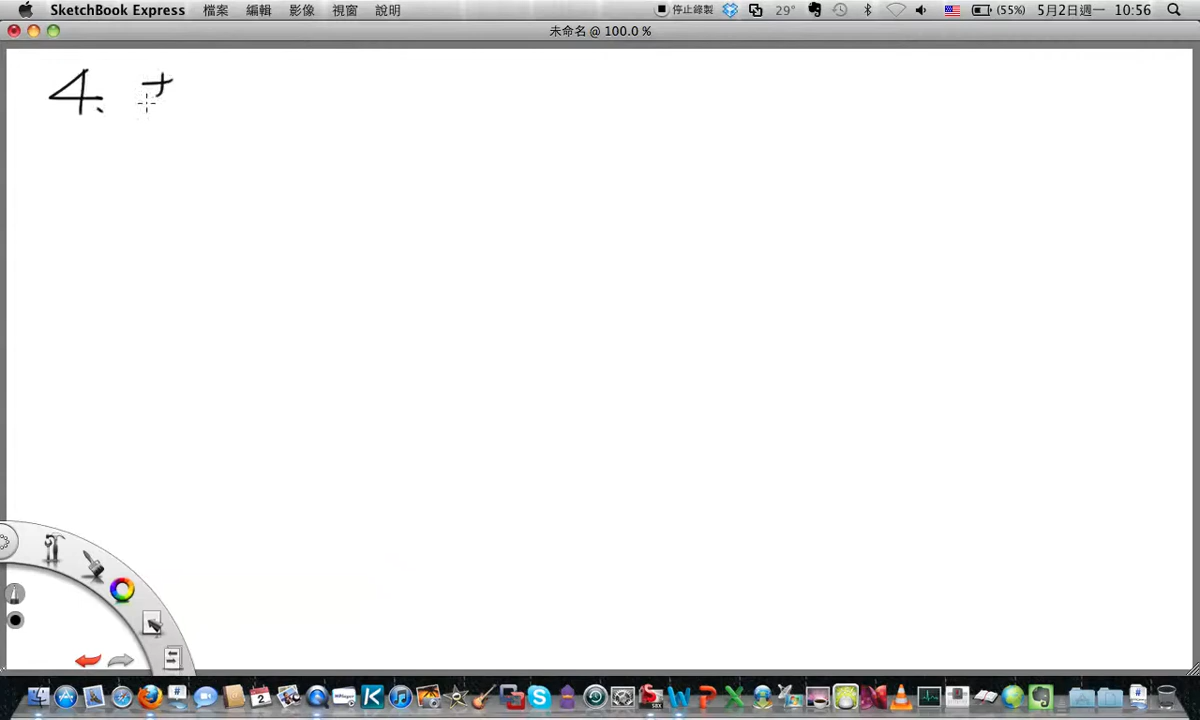 SketchBook Express 檔案 編輯 影像 視窗 說明 停止錄製 29° (55%) 5月2日週一 10:56
未命名 @ 100.0 %
4.